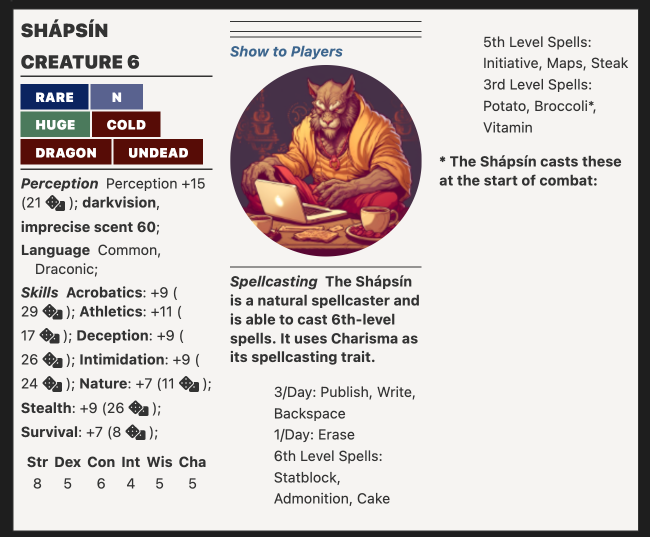 SHÁPSÍN
CREATURE 6
RARE N
HUGE COLD
DRAGON UNDEAD
Perception Perception +15
(21 ); darkvision,
imprecise scent 60;
Language Common,
Draconic;
Skills Acrobatics: +9 (
29 ); Athletics: +11 (
17 ); Deception: +9 (
26 ); Intimidation: +9 (
24 ); Nature: +7 (11 );
Stealth: +9 (26 );
Survival: +7 (8 );
Str Dex Con Int Wis Cha
8 5 6 4 5 5
Show to Players
Spellcasting The Shápsín
is a natural spellcaster and
is able to cast 6th-level
spells. It uses Charisma as
its spellcasting trait.
3/Day: Publish, Write,
Backspace
1/Day: Erase
6th Level Spells:
Statblock,
Admonition, Cake
5th Level Spells:
Initiative, Maps, Steak
3rd Level Spells:
Potato, Broccoli*,
Vitamin
* The Shápsín casts these
at the start of combat: